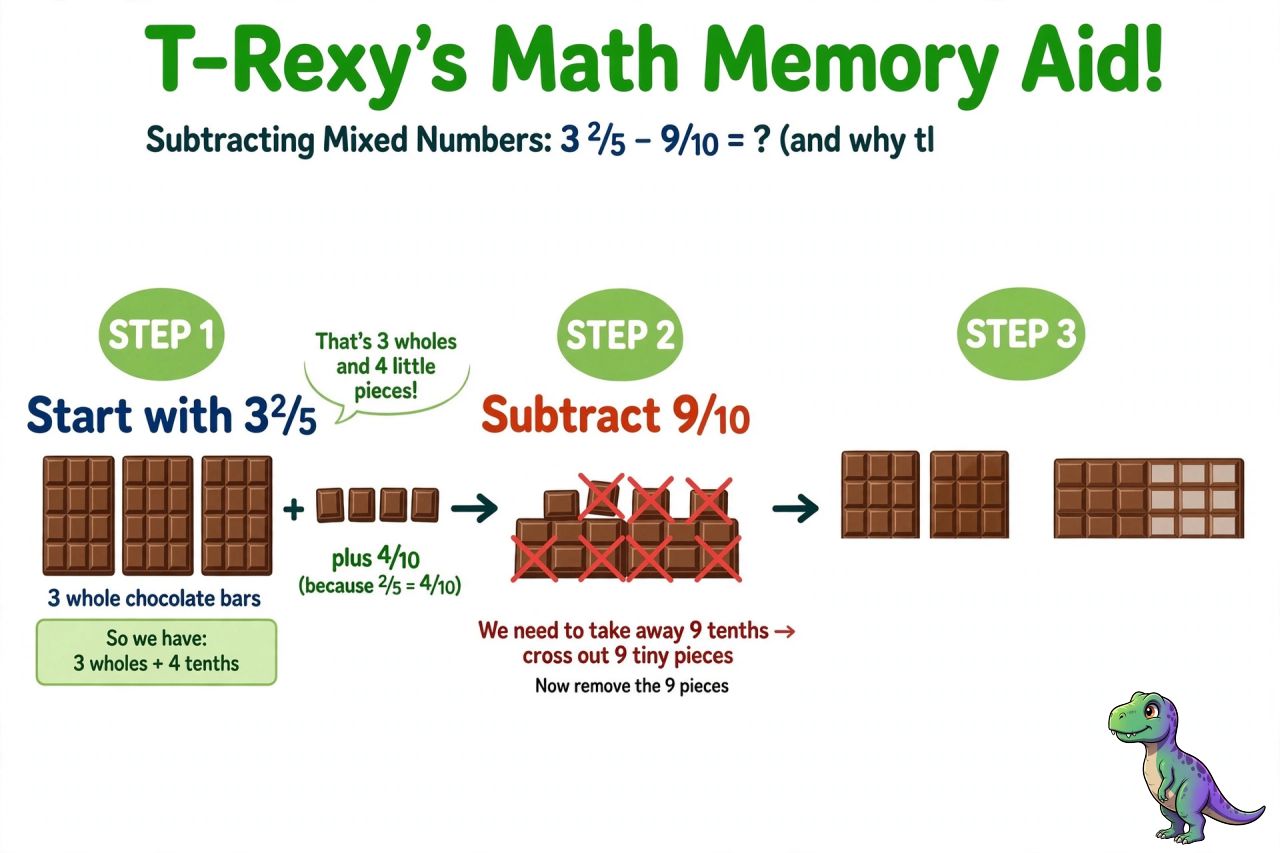 T-Rexy's Math Memory Aid!
Subtracting Mixed Numbers: 3 2/5 – 9/10 = ? (and why tl
STEP 1
Start with 3 2/5
That's 3 wholes
and 4 little
pieces!
+
plus 4/10
(because 2/5 = 4/10)
3 whole chocolate bars
So we have:
3 wholes + 4 tenths
STEP 2
Subtract 9/10
We need to take away 9 tenths →
cross out 9 tiny pieces
Now remove the 9 pieces
STEP 3